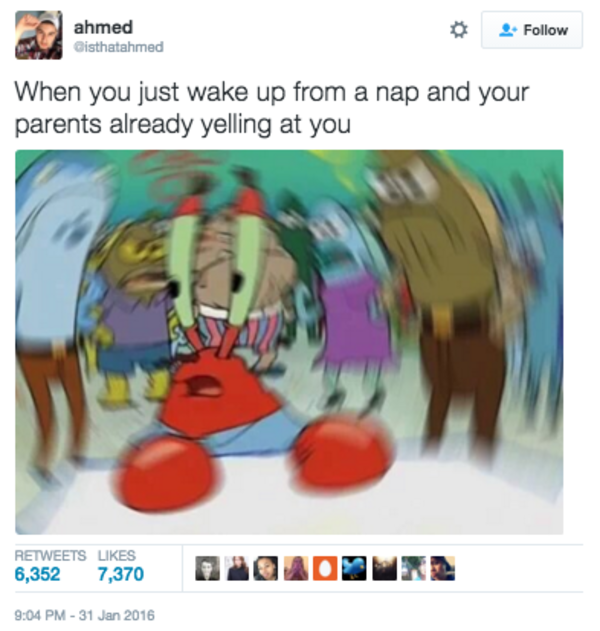 ahmed
@isthatahmed
Follow
When you just wake up from a nap and your
parents already yelling at you
RETWEETS LIKES
6,352 7,370
9:04 PM - 31 Jan 2016